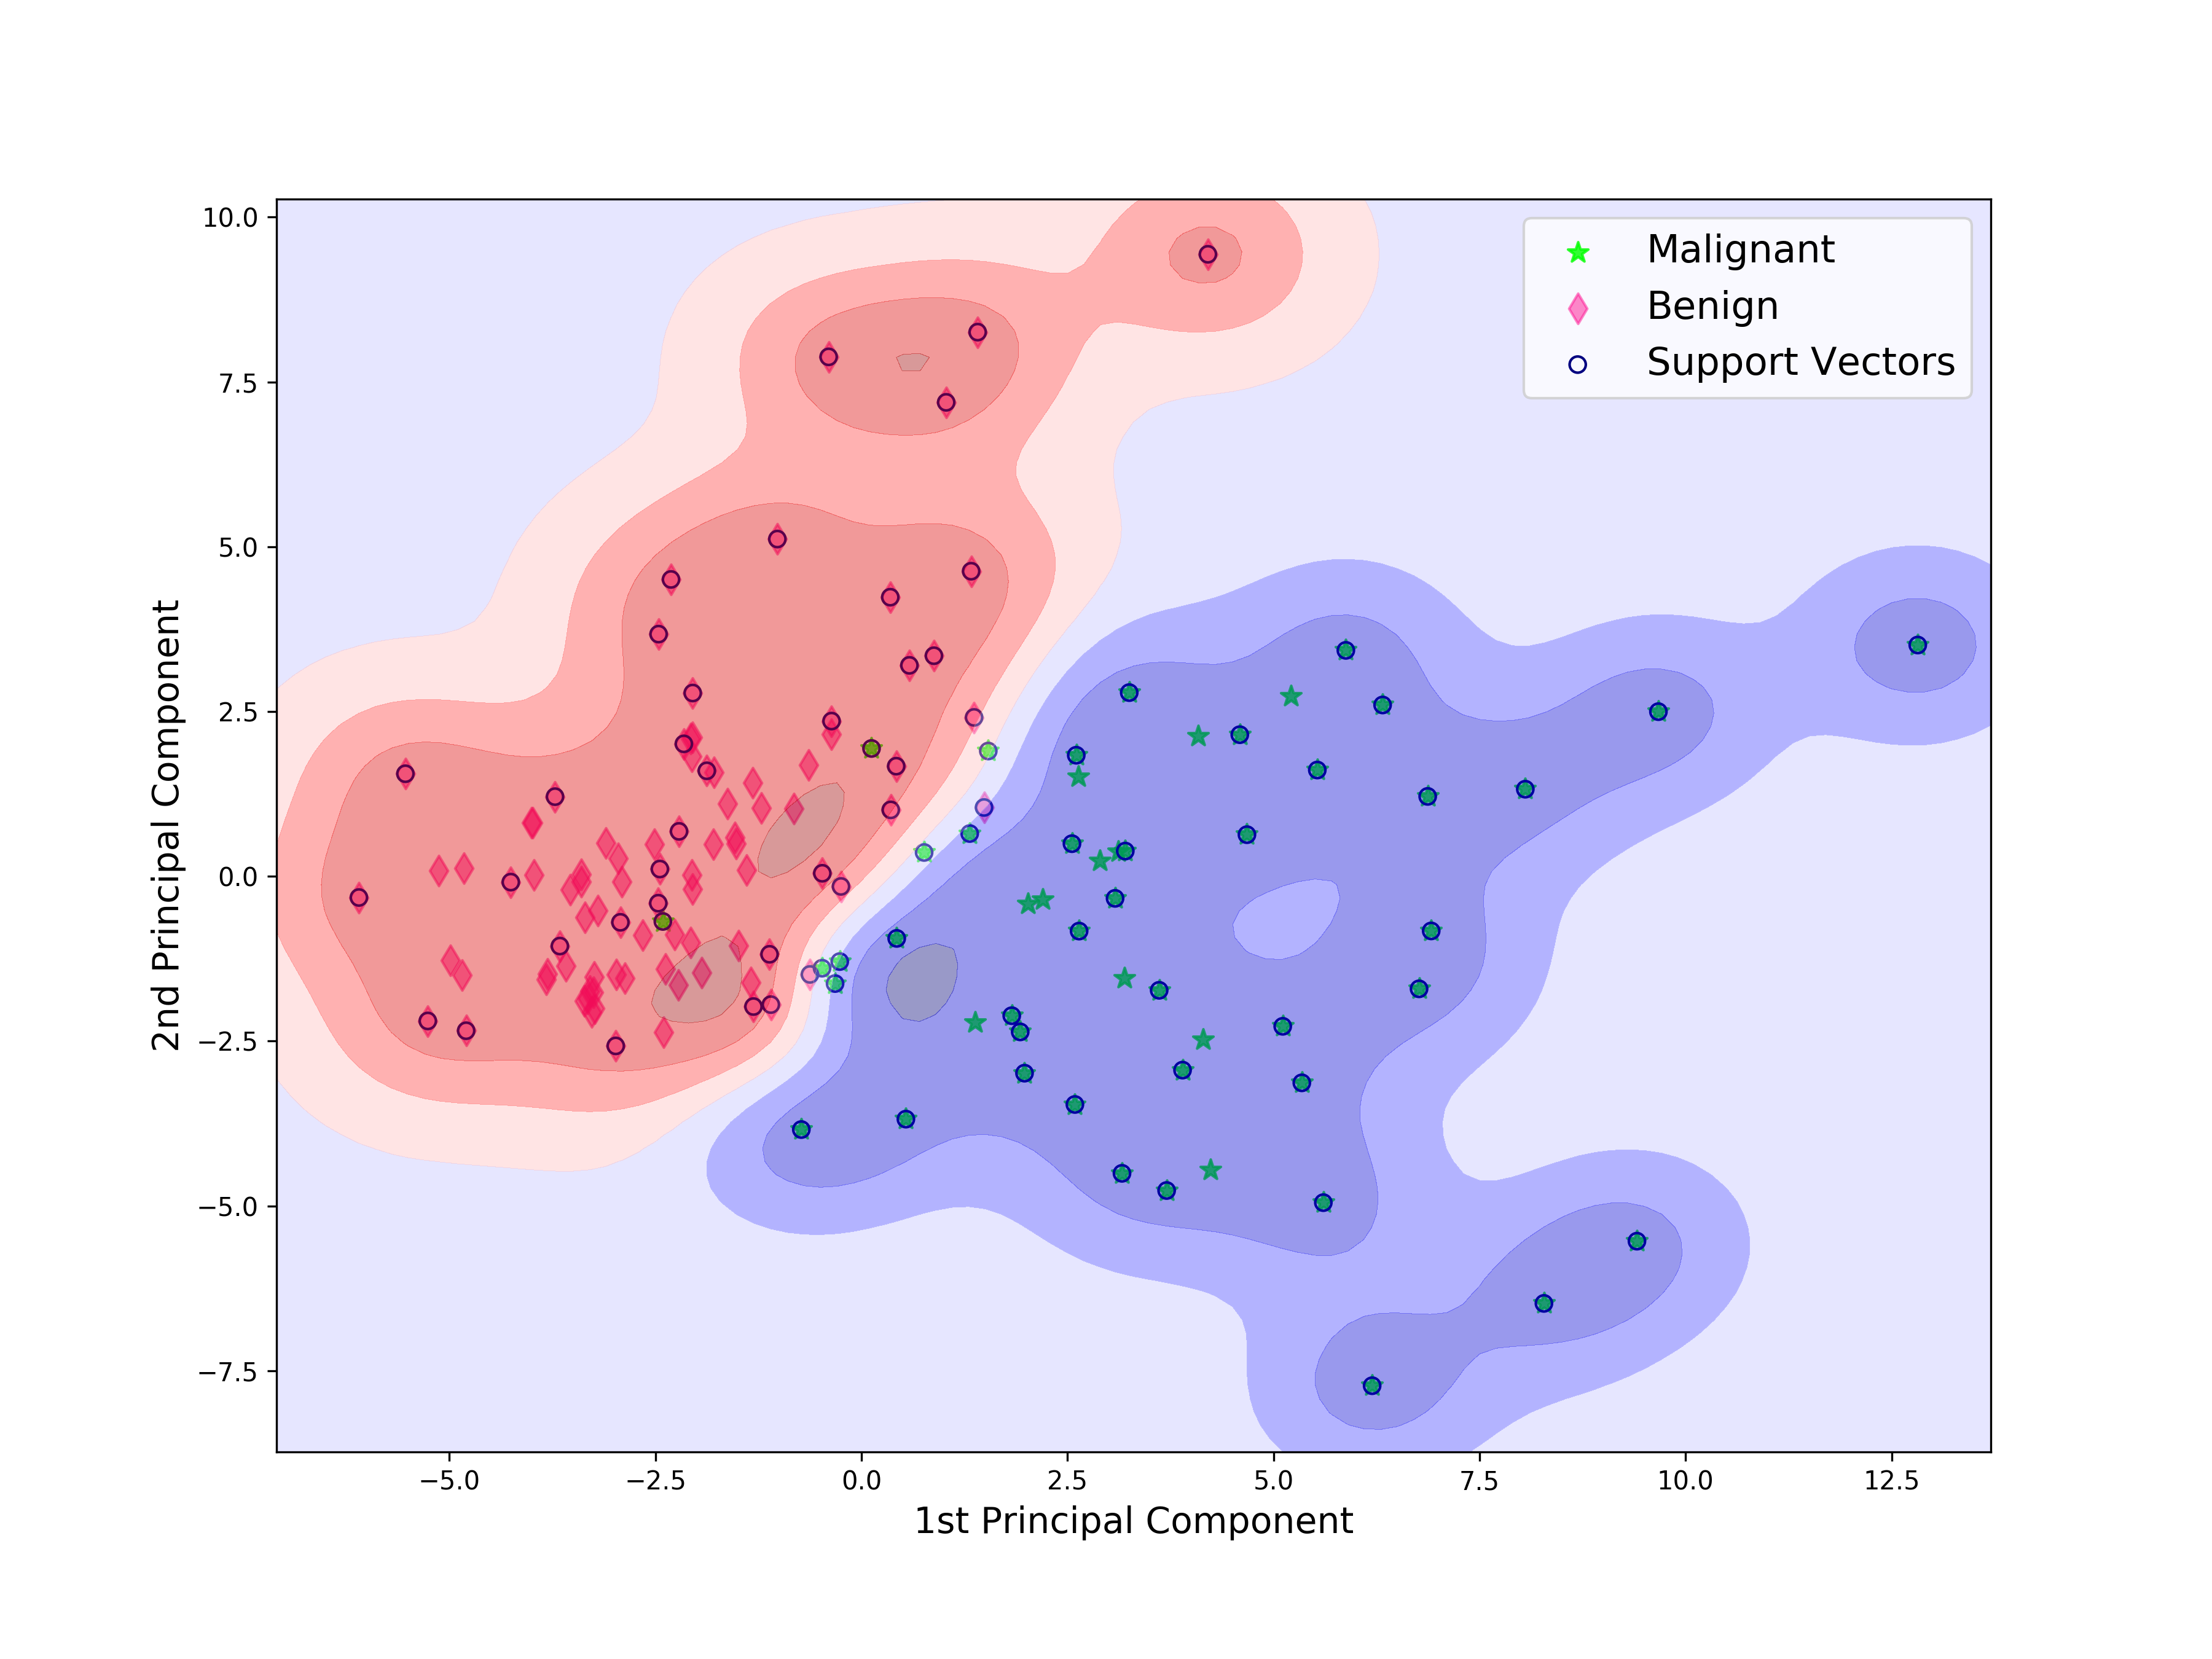 10.0
7.5
5.0
2.5
0.0
−2.5
−5.0
−7.5
2nd Principal Component
Malignant
Benign
Support Vectors
−5.0 −2.5 0.0 2.5 5.0 7.5 10.0 12.5
1st Principal Component